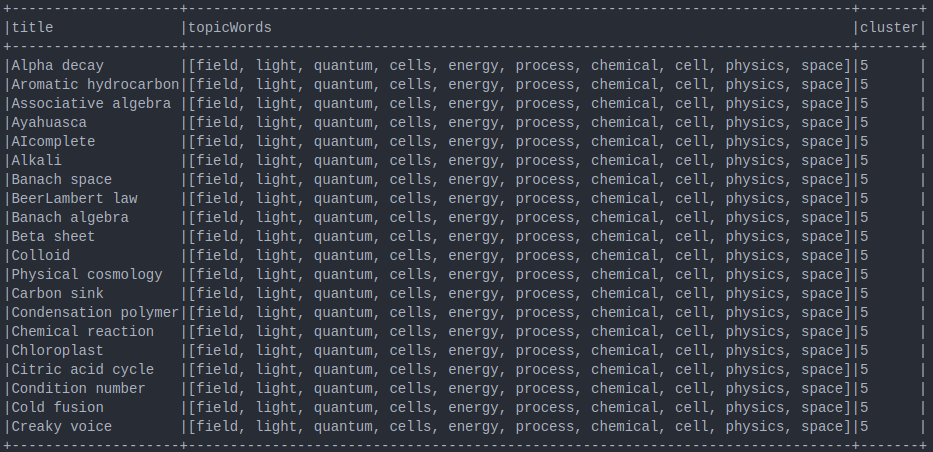 +--------------------+-------------------------------------------------------------------------------+-------+
|title               |topicWords                                                                     |cluster|
+--------------------+-------------------------------------------------------------------------------+-------+
|Alpha decay         |[field, light, quantum, cells, energy, process, chemical, cell, physics, space]|5      |
|Aromatic hydrocarbon|[field, light, quantum, cells, energy, process, chemical, cell, physics, space]|5      |
|Associative algebra |[field, light, quantum, cells, energy, process, chemical, cell, physics, space]|5      |
|Ayahuasca           |[field, light, quantum, cells, energy, process, chemical, cell, physics, space]|5      |
|AIcomplete          |[field, light, quantum, cells, energy, process, chemical, cell, physics, space]|5      |
|Alkali              |[field, light, quantum, cells, energy, process, chemical, cell, physics, space]|5      |
|Banach space        |[field, light, quantum, cells, energy, process, chemical, cell, physics, space]|5      |
|BeerLambert law     |[field, light, quantum, cells, energy, process, chemical, cell, physics, space]|5      |
|Banach algebra      |[field, light, quantum, cells, energy, process, chemical, cell, physics, space]|5      |
|Beta sheet          |[field, light, quantum, cells, energy, process, chemical, cell, physics, space]|5      |
|Colloid             |[field, light, quantum, cells, energy, process, chemical, cell, physics, space]|5      |
|Physical cosmology  |[field, light, quantum, cells, energy, process, chemical, cell, physics, space]|5      |
|Carbon sink         |[field, light, quantum, cells, energy, process, chemical, cell, physics, space]|5      |
|Condensation polymer|[field, light, quantum, cells, energy, process, chemical, cell, physics, space]|5      |
|Chemical reaction   |[field, light, quantum, cells, energy, process, chemical, cell, physics, space]|5      |
|Chloroplast         |[field, light, quantum, cells, energy, process, chemical, cell, physics, space]|5      |
|Citric acid cycle   |[field, light, quantum, cells, energy, process, chemical, cell, physics, space]|5      |
|Condition number    |[field, light, quantum, cells, energy, process, chemical, cell, physics, space]|5      |
|Cold fusion         |[field, light, quantum, cells, energy, process, chemical, cell, physics, space]|5      |
|Creaky voice        |[field, light, quantum, cells, energy, process, chemical, cell, physics, space]|5      |
+--------------------+-------------------------------------------------------------------------------+-------+